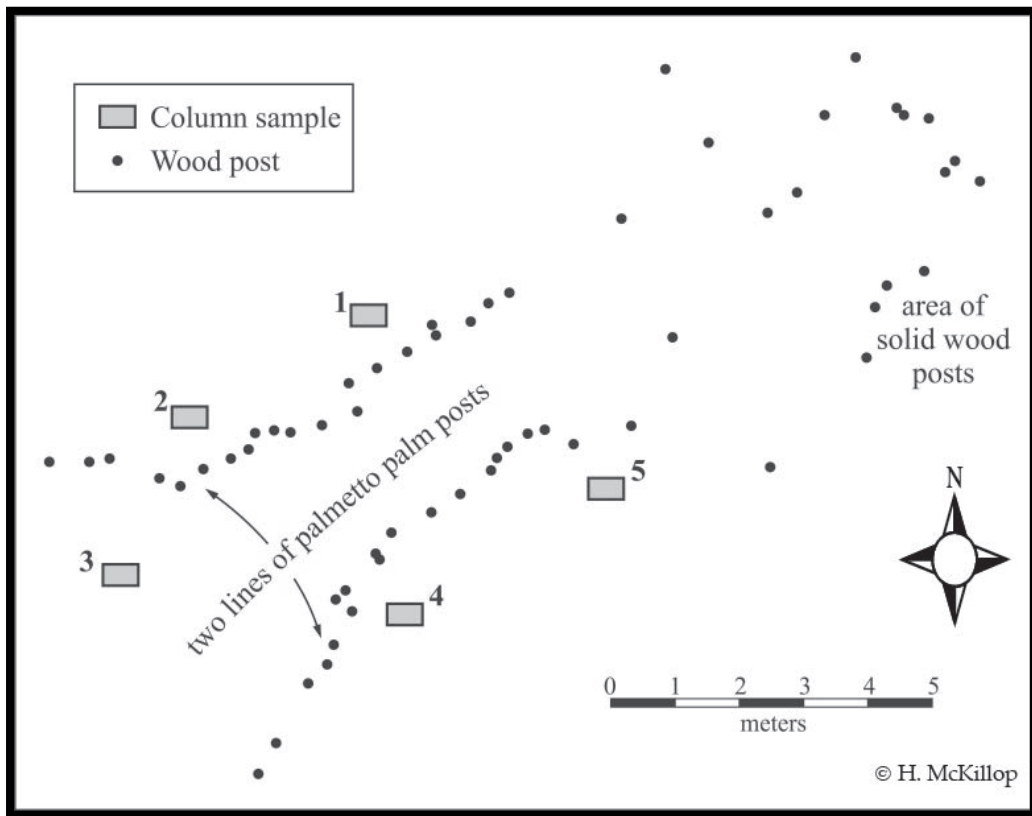 Column sample
Wood post
1
2
3
4
5
two lines of palmetto palm posts
area of
solid wood
posts
N
0 1 2 3 4 5
meters
© H. McKillop